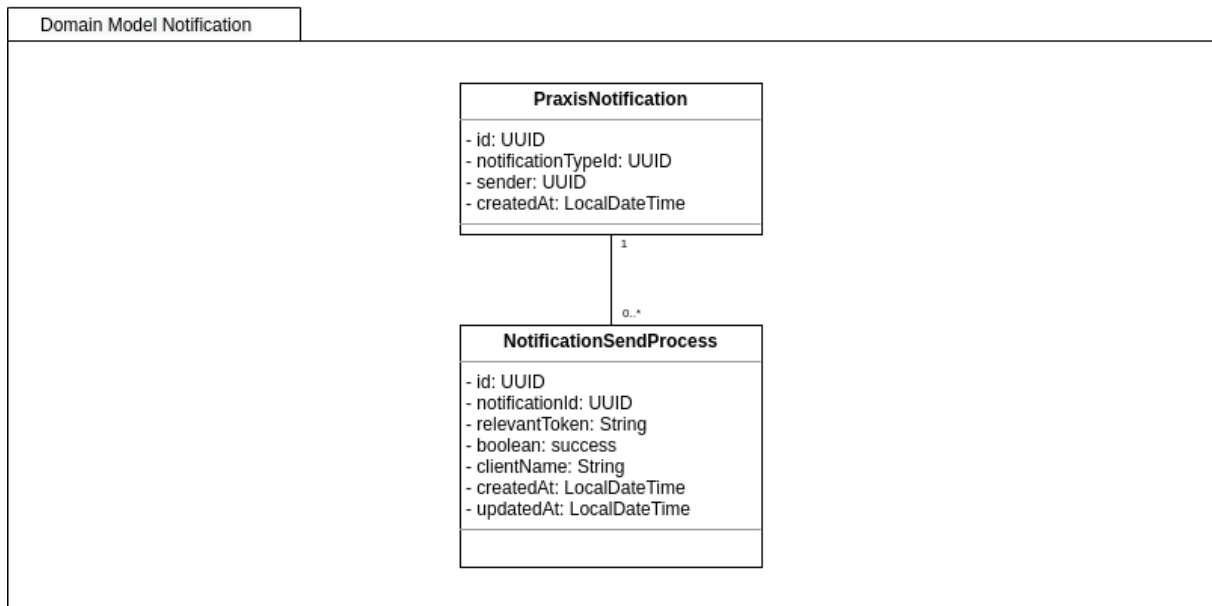 Domain Model Notification
PraxisNotification
- id: UUID
- notificationTypeId: UUID
- sender: UUID
- createdAt: LocalDateTime
1
0..*
NotificationSendProcess
- id: UUID
- notificationId: UUID
- relevantToken: String
- boolean: success
- clientName: String
- createdAt: LocalDateTime
- updatedAt: LocalDateTime